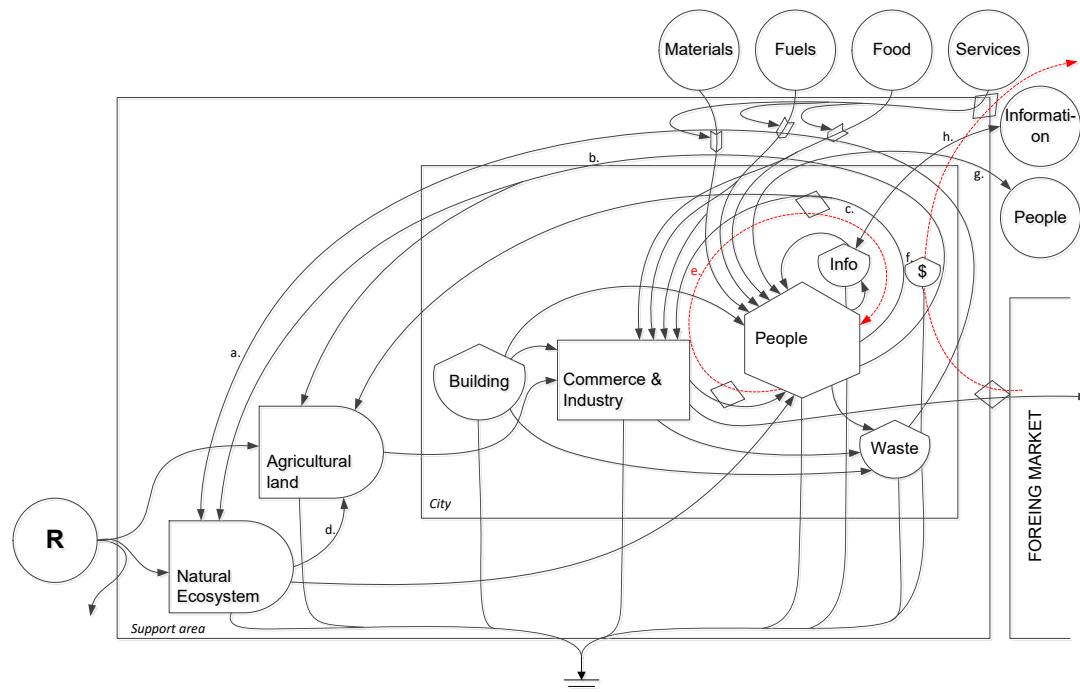 Materials
Fuels
Food
Services
Informati-
on
h.
b.
g.
People
c.
Info
f.
$
e.
People
a.
Building
Commerce &
Industry
Waste
Agricultural
land
City
FOREING MARKET
d.
R
Natural
Ecosystem
Support area